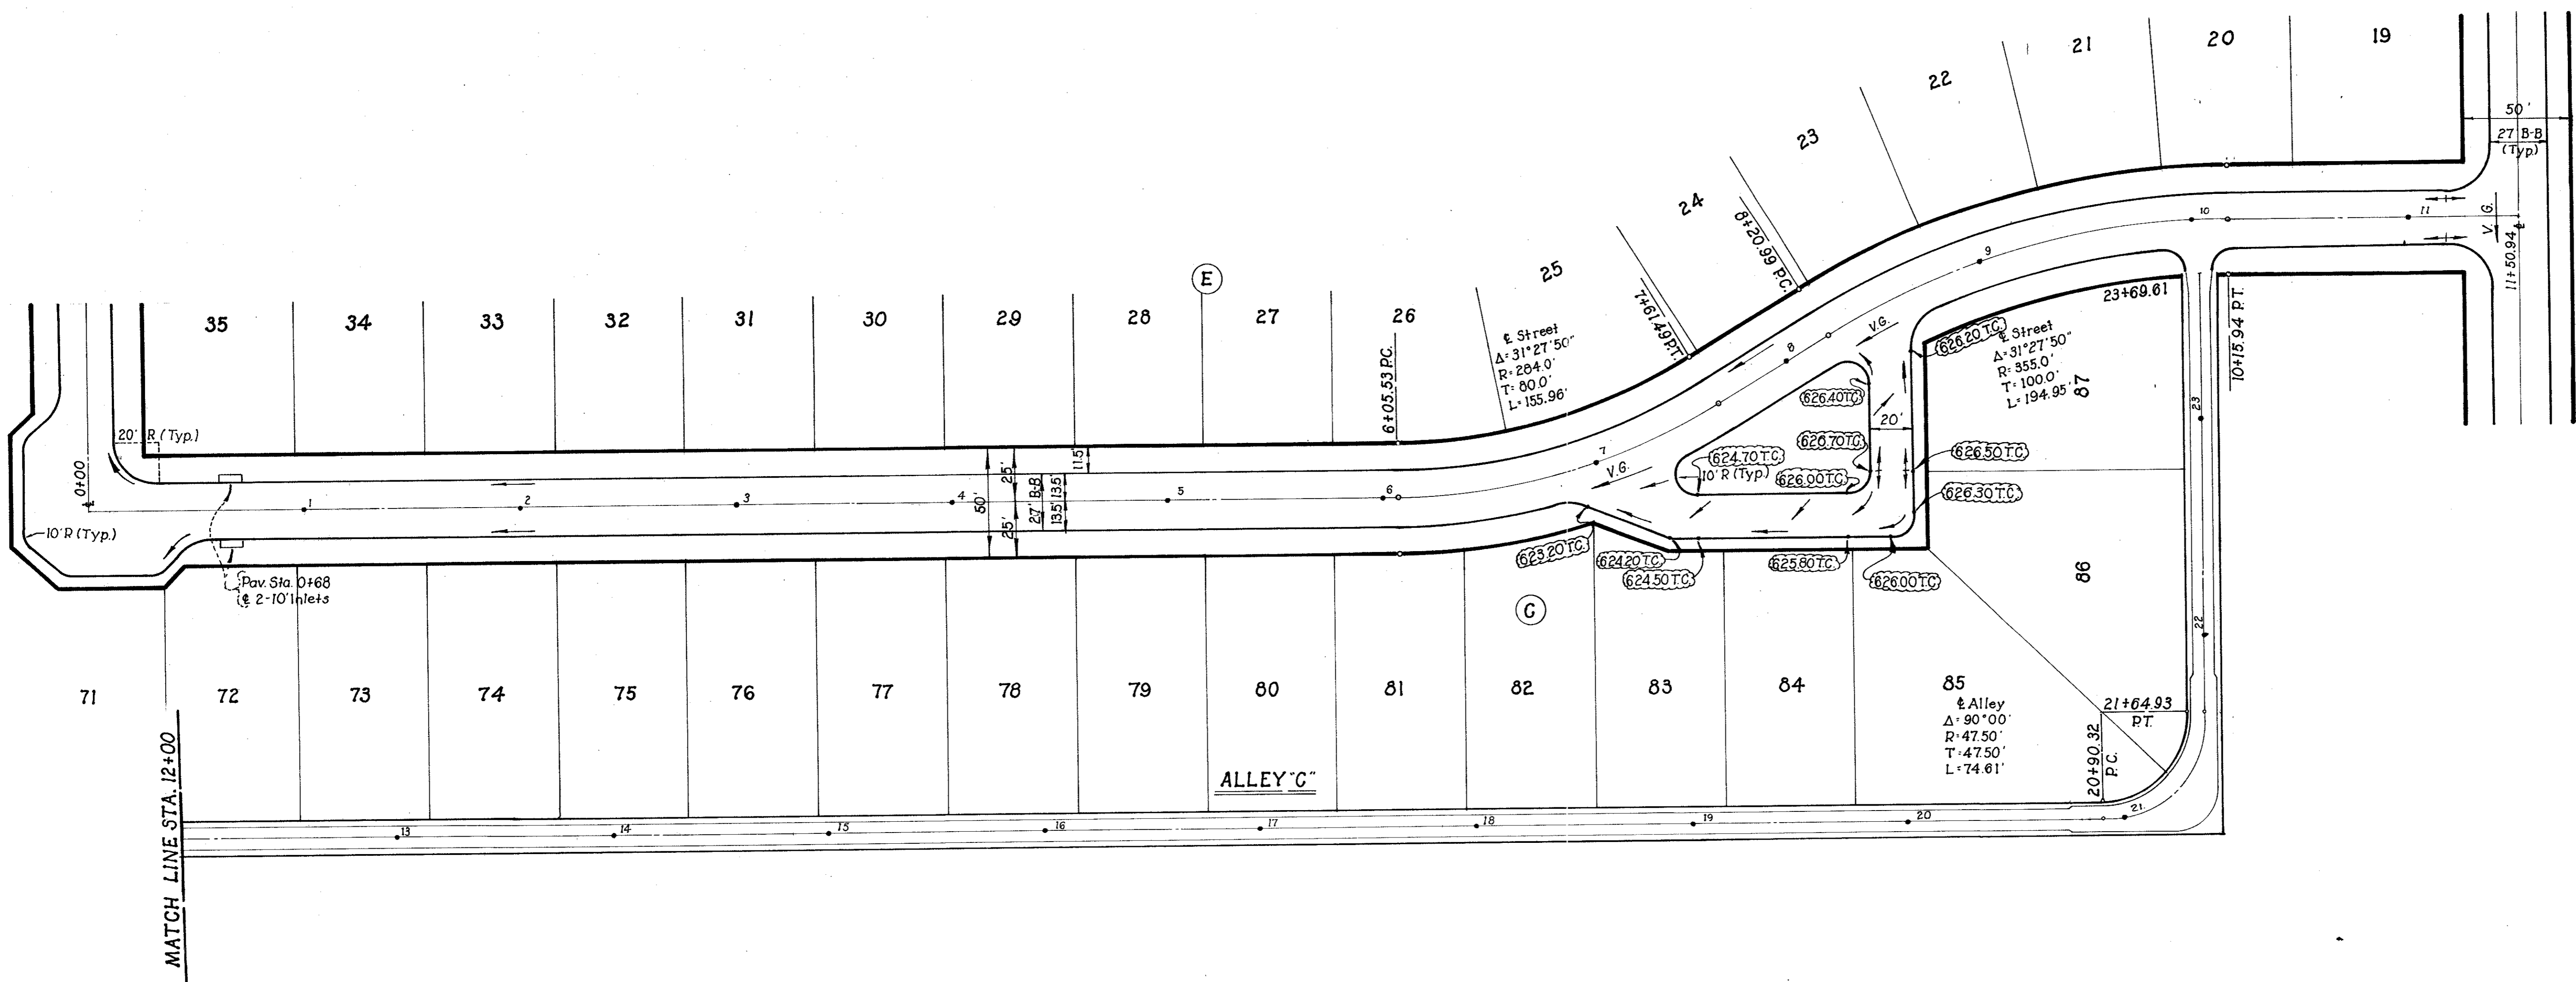 19
20
21
22
23
24
25
E
26
27
28
29
30
31
32
33
34
35
50'
27' B-B
(Typ.)
V. G.
11+50.94
8+20.99 P.C.
7+61.49 P.T.
6+05.53 P.C.
℄ Street
Δ=31°27'50"
R=284.0'
T=80.0'
L=155.96'
℄ Street
Δ=31°27'50"
R=355.0'
T=100.0'
L=194.95'
23+69.61
10+15.94 P.T.
V.G.
V.G.
626.20 T.C.
626.40 T.C.
626.70 T.C.
20'
626.50 T.C.
624.70 T.C.
10' R (Typ.)
626.00 T.C.
626.30 T.C.
623.20 T.C.
624.20 T.C.
624.50 T.C.
625.80 T.C.
626.00 T.C.
20' R (Typ.)
0+00
10' R (Typ.)
1
2
3
4
5
6
7
8
9
10
11
50'
25'
25'
27' B-B
13.5'
13.5'
11.5'
Pav. Sta. 0+68
℄ 2-10' Inlets
C
87
86
85
84
83
82
81
80
79
78
77
76
75
74
73
72
71
℄ Alley
Δ=90°00'
R=47.50'
T=47.50'
L=74.61'
21+64.93
P.T.
20+90.32
P.C.
ALLEY "C"
MATCH LINE STA. 12+00
13
14
15
16
17
18
19
20
21
22
23